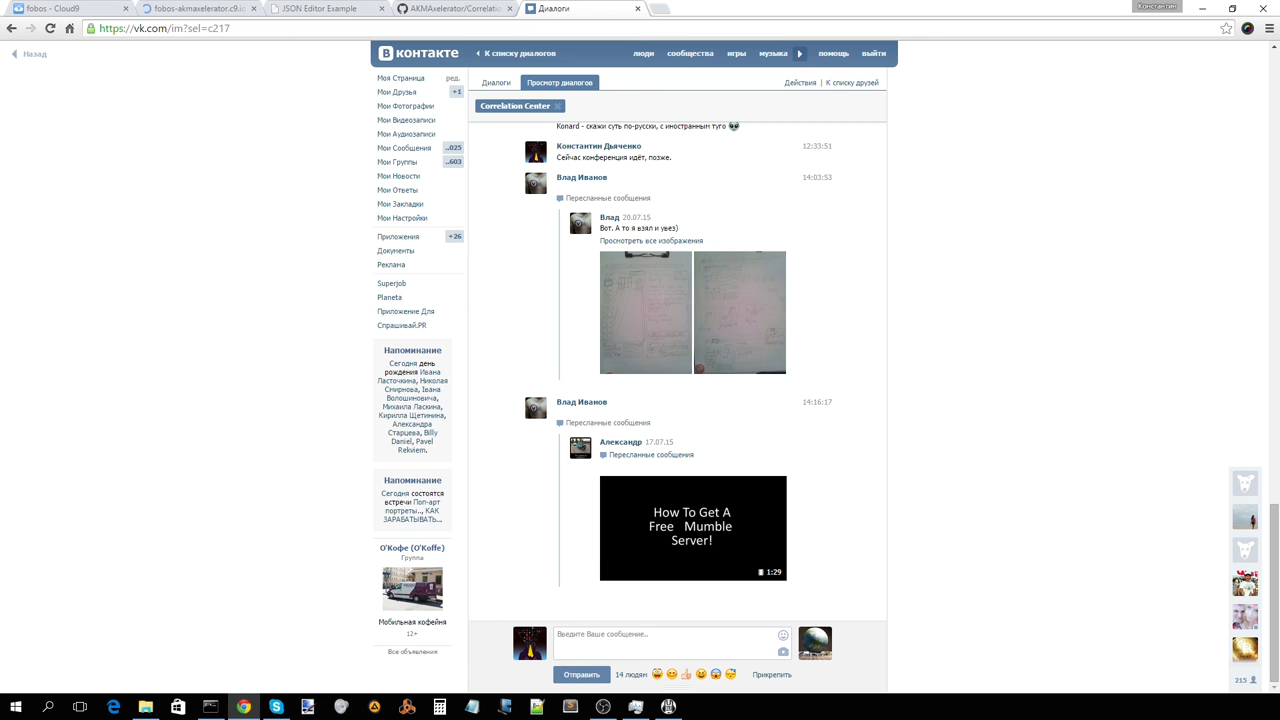 fobos - Cloud9
fobos-akmaxelerator.c9.io
JSON Editor Example
AKMAxelerator/Correlatio
Диалоги
Константин
https://vk.com/im?sel=c217
Назад
В контакте
К списку диалогов
люди
сообщества
игры
музыка
помощь
выйти
Моя Страница
ред.
Мои Друзья
+1
Мои Фотографии
Мои Видеозаписи
Мои Аудиозаписи
Мои Сообщения
..025
Мои Группы
..603
Мои Новости
Мои Ответы
Мои Закладки
Мои Настройки
Приложения
+26
Документы
Реклама
Superjob
Planeta
Приложение Для
Спрашивай.PR
Напоминание
Сегодня день
рождения Ивана
Ласточкина, Николая
Смирнова, Івана
Волошиновича,
Михаила Ласкина,
Кирилла Щетинина,
Александра
Старцева, Billy
Daniel, Pavel
Rekviem.
Напоминание
Сегодня состоятся
встречи Поп-арт
портреты.., КАК
ЗАРАБАТЫВАТЬ...
О'Кофе (O'Koffe)
Группа
Мобильная кофейня
12+
Все объявления
Диалоги
Просмотр диалогов
Действия | К списку друзей
Correlation Center
Konard - скажи суть по-русски, с иностранным туго
Константин Дьяченко
12:33:51
Сейчас конференция идёт, позже.
Влад Иванов
14:03:53
Пересланные сообщения
Влад 20.07.15
Вот. А то я взял и увез)
Просмотреть все изображения
Влад Иванов
14:16:17
Пересланные сообщения
Александр 17.07.15
Пересланные сообщения
How To Get A
Free Mumble
Server!
1:29
Введите Ваше сообщение..
Отправить
14 людям
Прикрепить
215